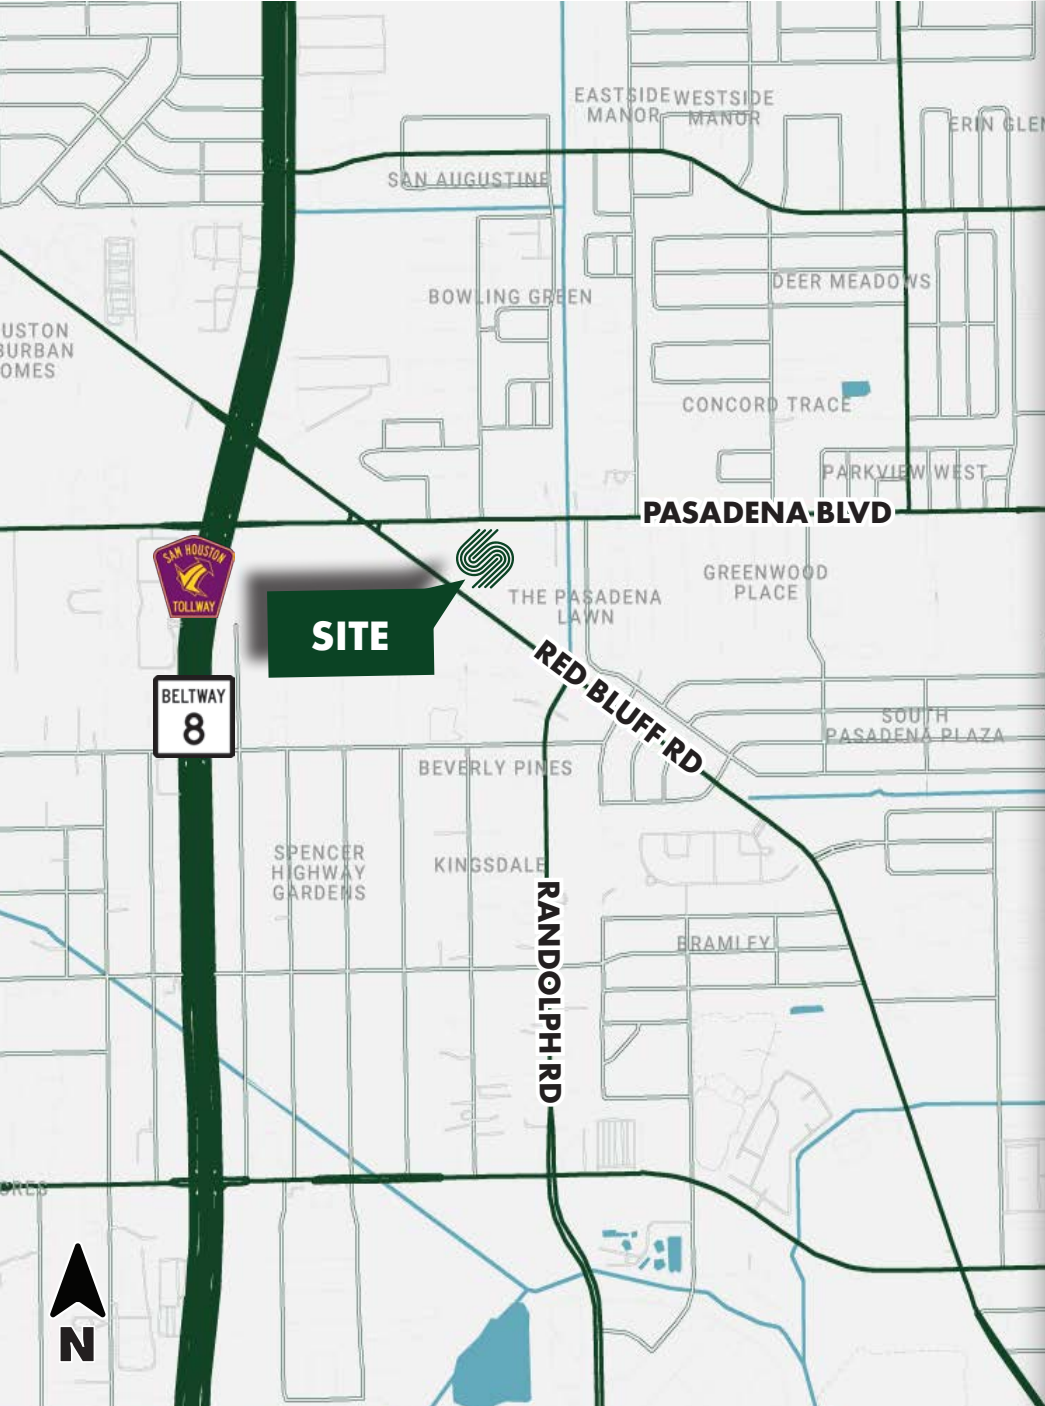 EASTSIDE
MANOR
WESTSIDE
MANOR
ERIN GLEN
SAN AUGUSTINE
DEER MEADOWS
BOWLING GREEN
USTON
BURBAN
OMES
CONCORD TRACE
PARKVIEW WEST
PASADENA BLVD
SAM HOUSTON
TOLLWAY
GREENWOOD
PLACE
THE PASADENA
LAWN
SITE
RED BLUFF RD
BELTWAY
8
SOUTH
PASADENA PLAZA
BEVERLY PINES
SPENCER
HIGHWAY
GARDENS
KINGSDALE
RANDOLPH RD
BRAMLEY
CRES
N